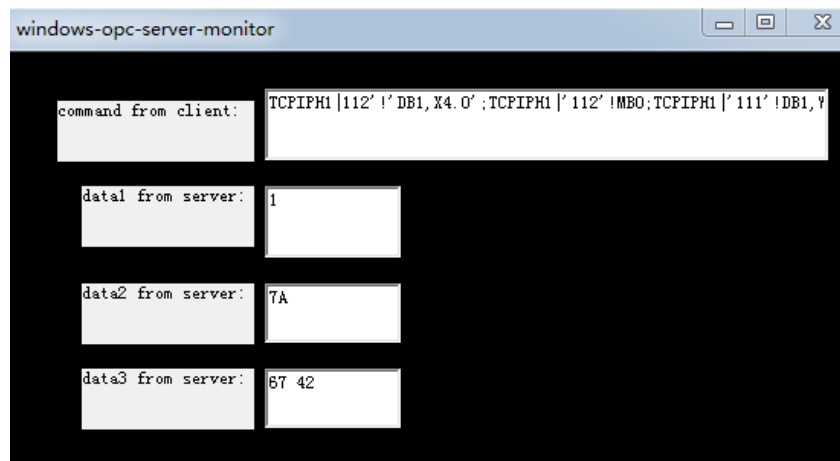 windows-opc-server-monitor
command from client:
TCPIPH1|112'!'DB1,X4.0';TCPIPH1|'112'!MB0;TCPIPH1|'111'!DB1,
data1 from server:
1
data2 from server:
7A
data3 from server:
67 42